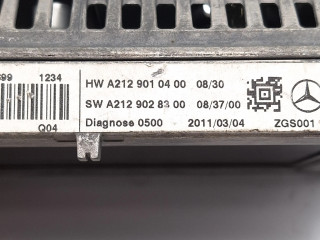 699 1234
HW A212 901 04 00 08/30
SW A212 902 83 00 08/37/00
Q04 Diagnose 0500 2011/03/04 ZGS001